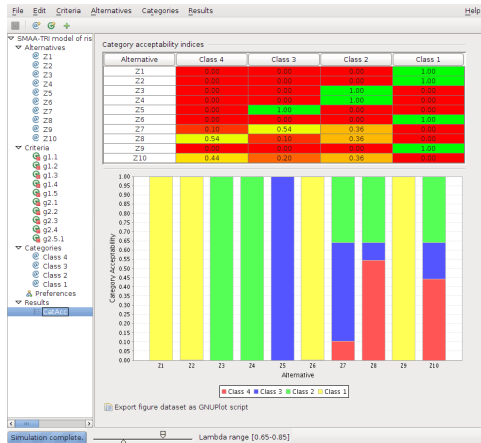 File Edit Criteria Alternatives Categories Results Help
SMAA-TRI model of ris
Alternatives
Z1
Z2
Z3
Z4
Z5
Z6
Z7
Z8
Z9
Z10
Criteria
g1.1
g1.2
g1.3
g1.4
g1.5
g2.1
g2.2
g2.3
g2.4
g2.5.1
Categories
Class 4
Class 3
Class 2
Class 1
Preferences
Results
CatAcc
Category acceptability indices
Alternative Class 4 Class 3 Class 2 Class 1
Z1 0.00 0.00 0.00 1.00
Z2 0.00 0.00 0.00 1.00
Z3 0.00 0.00 1.00 0.00
Z4 0.00 0.00 1.00 0.00
Z5 0.00 1.00 0.00 0.00
Z6 0.00 0.00 0.00 1.00
Z7 0.10 0.54 0.36 0.00
Z8 0.54 0.10 0.36 0.00
Z9 0.00 0.00 0.00 1.00
Z10 0.44 0.20 0.36 0.00
Category Acceptability
1.00
0.95
0.90
0.85
0.80
0.75
0.70
0.65
0.60
0.55
0.50
0.45
0.40
0.35
0.30
0.25
0.20
0.15
0.10
0.05
0.00
Z1 Z2 Z3 Z4 Z5 Z6 Z7 Z8 Z9 Z10
Alternative
Class 4 Class 3 Class 2 Class 1
Export figure dataset as GNUPlot script
Simulation complete. Lambda range [0.65-0.85]